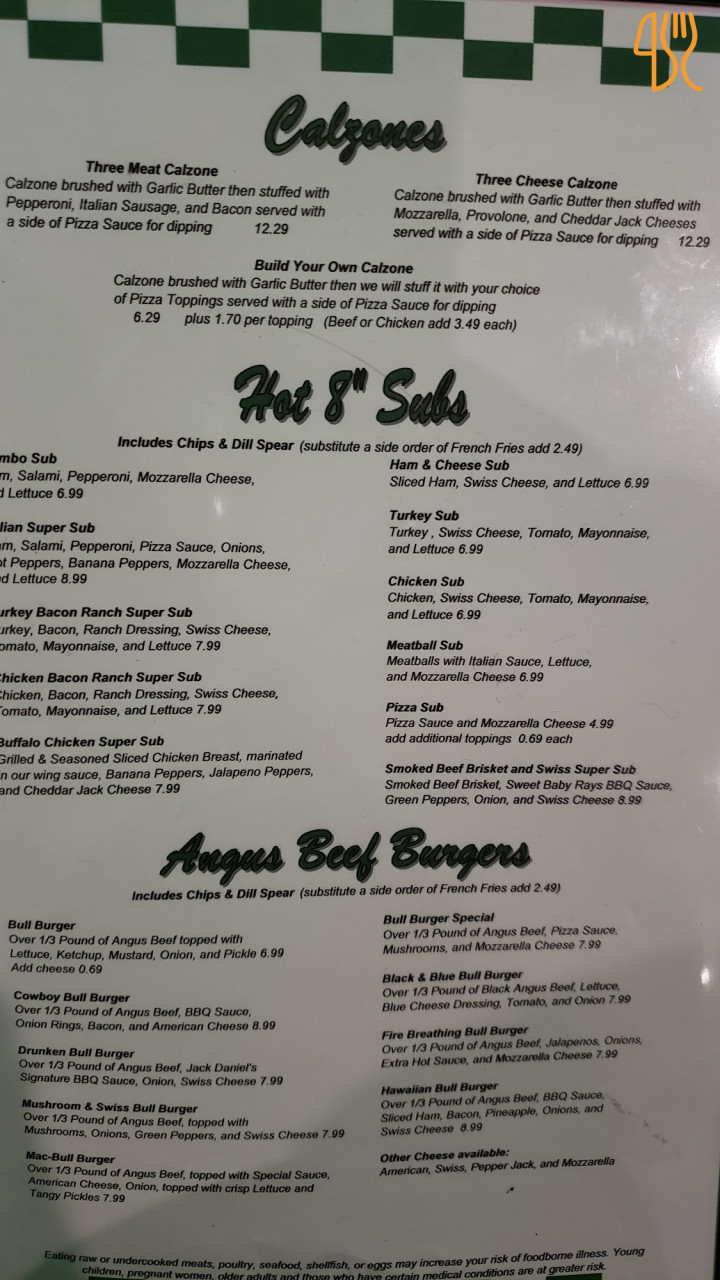 Calzones
Three Meat Calzone
Calzone brushed with Garlic Butter then stuffed with
Pepperoni, Italian Sausage, and Bacon served with
a side of Pizza Sauce for dipping 12.29
Three Cheese Calzone
Calzone brushed with Garlic Butter then stuffed with
Mozzarella, Provolone, and Cheddar Jack Cheeses
served with a side of Pizza Sauce for dipping 12.29
Build Your Own Calzone
Calzone brushed with Garlic Butter then we will stuff it with your choice
of Pizza Toppings served with a side of Pizza Sauce for dipping
6.29 plus 1.70 per topping (Beef or Chicken add 3.49 each)
Hot 8" Subs
Includes Chips & Dill Spear (substitute a side order of French Fries add 2.49)
mbo Sub
m, Salami, Pepperoni, Mozzarella Cheese,
d Lettuce 6.99
lian Super Sub
am, Salami, Pepperoni, Pizza Sauce, Onions,
ot Peppers, Banana Peppers, Mozzarella Cheese,
nd Lettuce 8.99
urkey Bacon Ranch Super Sub
urkey, Bacon, Ranch Dressing, Swiss Cheese,
omato, Mayonnaise, and Lettuce 7.99
Chicken Bacon Ranch Super Sub
Chicken, Bacon, Ranch Dressing, Swiss Cheese,
Tomato, Mayonnaise, and Lettuce 7.99
Buffalo Chicken Super Sub
Grilled & Seasoned Sliced Chicken Breast, marinated
in our wing sauce, Banana Peppers, Jalapeno Peppers,
and Cheddar Jack Cheese 7.99
Ham & Cheese Sub
Sliced Ham, Swiss Cheese, and Lettuce 6.99
Turkey Sub
Turkey , Swiss Cheese, Tomato, Mayonnaise,
and Lettuce 6.99
Chicken Sub
Chicken, Swiss Cheese, Tomato, Mayonnaise,
and Lettuce 6.99
Meatball Sub
Meatballs with Italian Sauce, Lettuce,
and Mozzarella Cheese 6.99
Pizza Sub
Pizza Sauce and Mozzarella Cheese 4.99
add additional toppings 0.69 each
Smoked Beef Brisket and Swiss Super Sub
Smoked Beef Brisket, Sweet Baby Rays BBQ Sauce,
Green Peppers, Onion, and Swiss Cheese 8.99
Angus Beef Burgers
Includes Chips & Dill Spear (substitute a side order of French Fries add 2.49)
Bull Burger
Over 1/3 Pound of Angus Beef topped with
Lettuce, Ketchup, Mustard, Onion, and Pickle 6.99
Add cheese 0.69
Cowboy Bull Burger
Over 1/3 Pound of Angus Beef, BBQ Sauce,
Onion Rings, Bacon, and American Cheese 8.99
Drunken Bull Burger
Over 1/3 Pound of Angus Beef, Jack Daniel's
Signature BBQ Sauce, Onion, Swiss Cheese 7.99
Mushroom & Swiss Bull Burger
Over 1/3 Pound of Angus Beef, topped with
Mushrooms, Onions, Green Peppers, and Swiss Cheese 7.99
Mac-Bull Burger
Over 1/3 Pound of Angus Beef, topped with Special Sauce,
American Cheese, Onion, topped with crisp Lettuce and
Tangy Pickles 7.99
Bull Burger Special
Over 1/3 Pound of Angus Beef, Pizza Sauce,
Mushrooms, and Mozzarella Cheese 7.99
Black & Blue Bull Burger
Over 1/3 Pound of Black Angus Beef, Lettuce,
Blue Cheese Dressing, Tomato, and Onion 7.99
Fire Breathing Bull Burger
Over 1/3 Pound of Angus Beef, Jalapenos, Onions,
Extra Hot Sauce, and Mozzarella Cheese 7.99
Hawaiian Bull Burger
Over 1/3 Pound of Angus Beef, BBQ Sauce,
Sliced Ham, Bacon, Pineapple, Onions, and
Swiss Cheese 8.99
Other Cheese available:
American, Swiss, Pepper Jack, and Mozzarella
Eating raw or undercooked meats, poultry, seafood, shellfish, or eggs may increase your risk of foodborne illness. Young
children, pregnant women, older adults and those who have certain medical conditions are at greater risk.